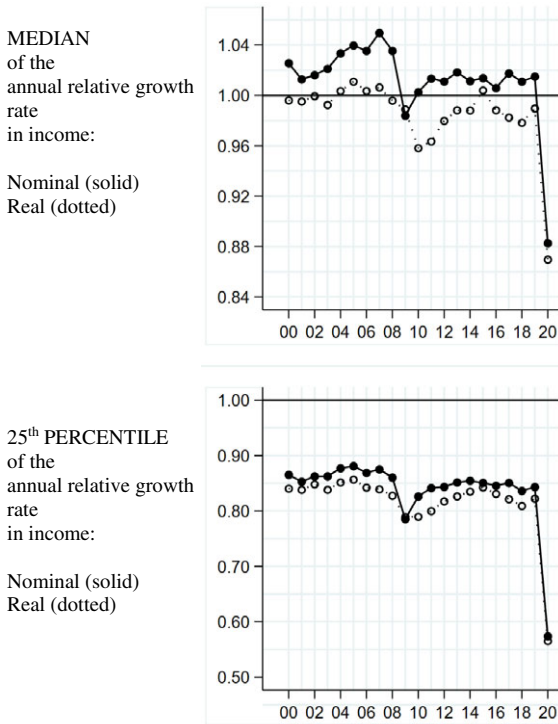 MEDIAN
of the
annual relative growth
rate
in income:
Nominal (solid)
Real (dotted)
1.04
1.00
0.96
0.92
0.88
0.84
00 02 04 06 08 10 12 14 16 18 20
25th PERCENTILE
of the
annual relative growth
rate
in income:
Nominal (solid)
Real (dotted)
1.00
0.90
0.80
0.70
0.60
0.50
00 02 04 06 08 10 12 14 16 18 20